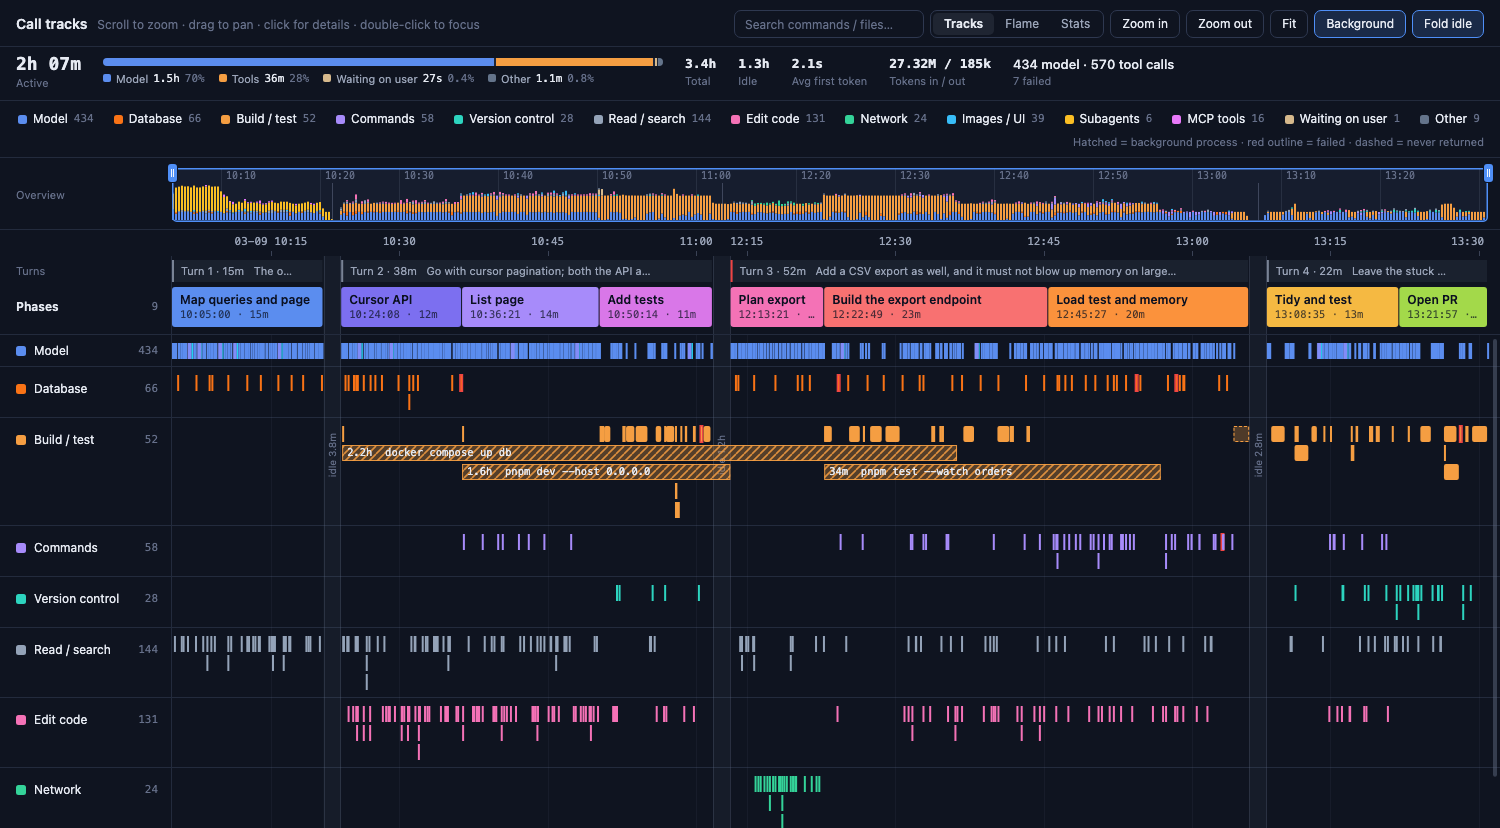 Call tracks Scroll to zoom · drag to pan · click for details · double-click to focus
Search commands / files...
Tracks Flame Stats Zoom in Zoom out Fit Background Fold idle
2h 07m
Active
Model 1.5h 70% Tools 36m 28% Waiting on user 27s 0.4% Other 1.1m 0.8%
3.4h
Total
1.3h
Idle
2.1s
Avg first token
27.32M / 185k
Tokens in / out
434 model · 570 tool calls
7 failed
Model 434 Database 66 Build / test 52 Commands 58 Version control 28 Read / search 144 Edit code 131 Network 24 Images / UI 39 Subagents 6 MCP tools 16 Waiting on user 1 Other 9
Hatched = background process · red outline = failed · dashed = never returned
Overview
10:10 10:20 10:30 10:40 10:50 11:00 12:20 12:30 12:40 12:50 13:00 13:10 13:20
03-09 10:15 10:30 10:45 11:00 12:15 12:30 12:45 13:00 13:15 13:30
Turns
Turn 1 · 15m The o...
Turn 2 · 38m Go with cursor pagination; both the API a...
Turn 3 · 52m Add a CSV export as well, and it must not blow up memory on large...
Turn 4 · 22m Leave the stuck ...
Phases 9
Map queries and page
10:05:00 · 15m
Cursor API
10:24:08 · 12m
List page
10:36:21 · 14m
Add tests
10:50:14 · 11m
Plan export
12:13:21 · …
Build the export endpoint
12:22:49 · 23m
Load test and memory
12:45:27 · 20m
Tidy and test
13:08:35 · 13m
Open PR
13:21:57 ·…
Model 434
Database 66
Build / test 52
idle 3.8m
2.2h docker compose up db
1.6h pnpm dev --host 0.0.0.0
34m pnpm test --watch orders
idle 2.8m
Commands 58
Version control 28
Read / search 144
Edit code 131
Network 24